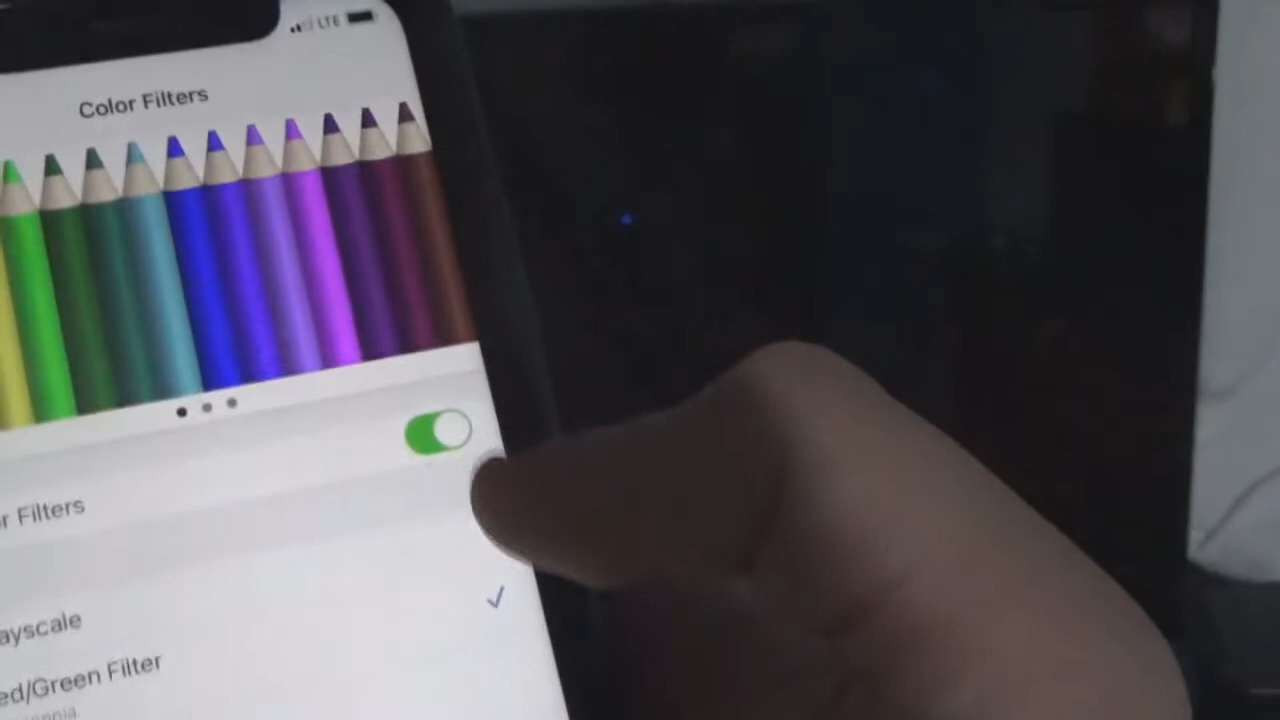 LTE
Color Filters
r Filters
ayscale
ed/Green Filter